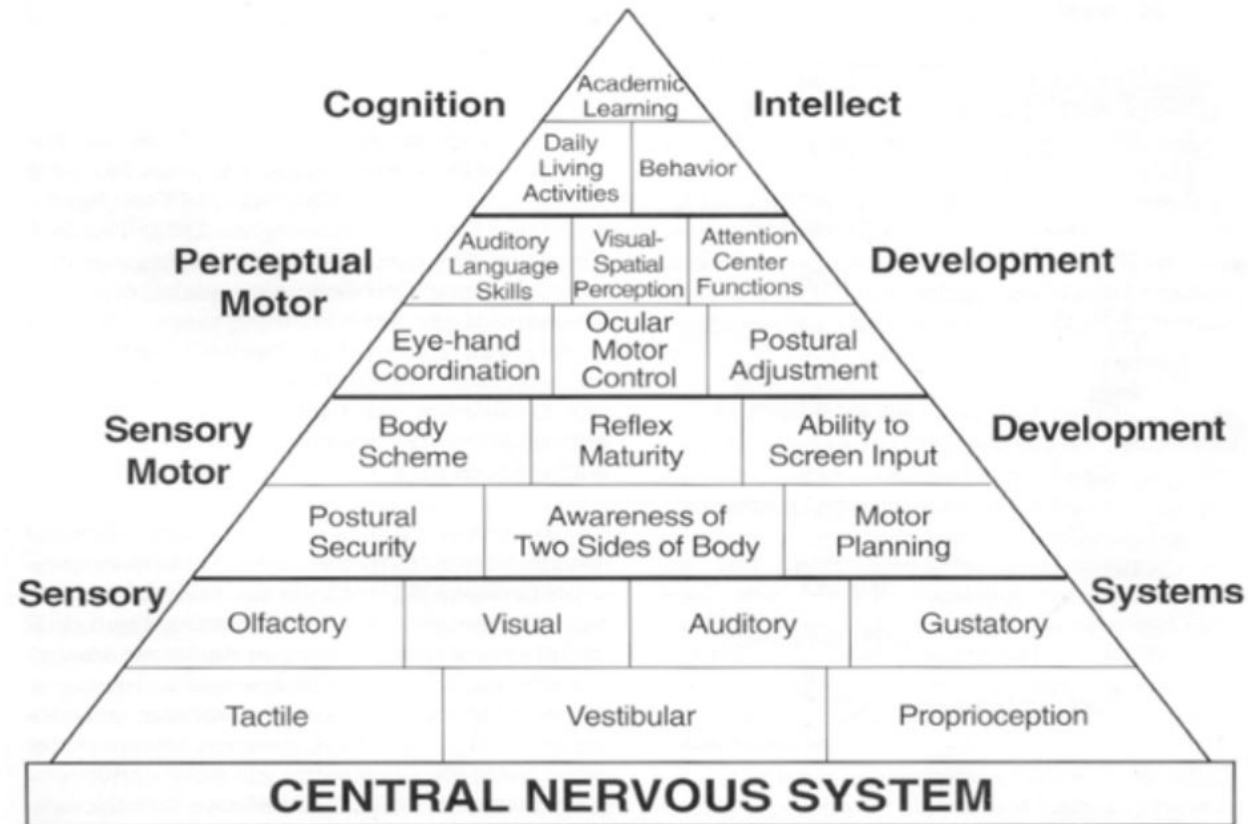 Cognition
Intellect
Academic
Learning
Daily
Living
Activities
Behavior
Perceptual
Motor
Development
Auditory
Language
Skills
Visual-
Spatial
Perception
Attention
Center
Functions
Eye-hand
Coordination
Ocular
Motor
Control
Postural
Adjustment
Sensory
Motor
Development
Body
Scheme
Reflex
Maturity
Ability to
Screen Input
Postural
Security
Awareness of
Two Sides of Body
Motor
Planning
Sensory
Systems
Olfactory
Visual
Auditory
Gustatory
Tactile
Vestibular
Proprioception
CENTRAL NERVOUS SYSTEM